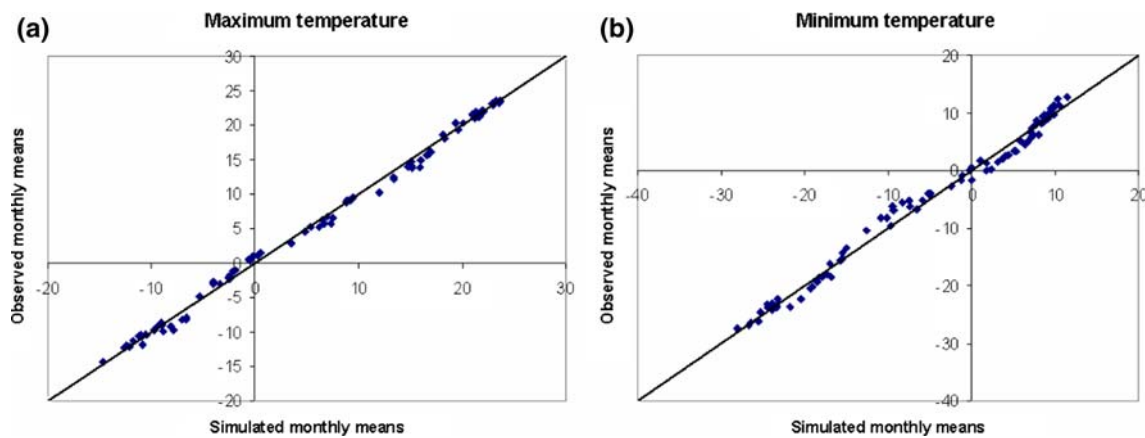 (a)
Maximum temperature
30
25
20
15
10
5
0
-5
-10
-15
-20
-20 -10 0 10 20 30
Observed monthly means
Simulated monthly means
(b)
Minimum temperature
20
10
0
-10
-20
-30
-40
-40 -30 -20 -10 0 10 20
Observed monthly means
Simulated monthly means